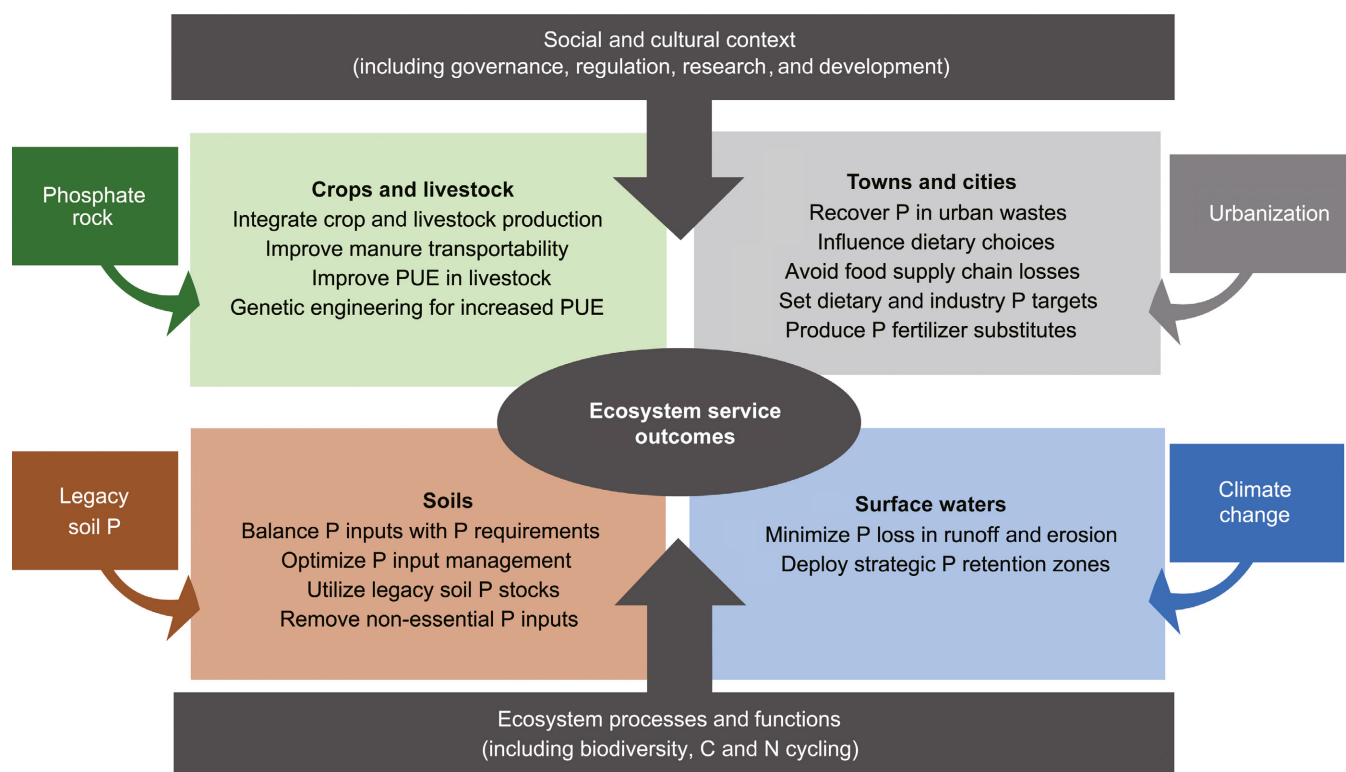 Social and cultural context
(including governance, regulation, research, and development)
Phosphate
rock
Crops and livestock
Integrate crop and livestock production
Improve manure transportability
Improve PUE in livestock
Genetic engineering for increased PUE
Towns and cities
Recover P in urban wastes
Influence dietary choices
Avoid food supply chain losses
Set dietary and industry P targets
Produce P fertilizer substitutes
Urbanization
Ecosystem service
outcomes
Legacy
soil P
Soils
Balance P inputs with P requirements
Optimize P input management
Utilize legacy soil P stocks
Remove non-essential P inputs
Surface waters
Minimize P loss in runoff and erosion
Deploy strategic P retention zones
Climate
change
Ecosystem processes and functions
(including biodiversity, C and N cycling)